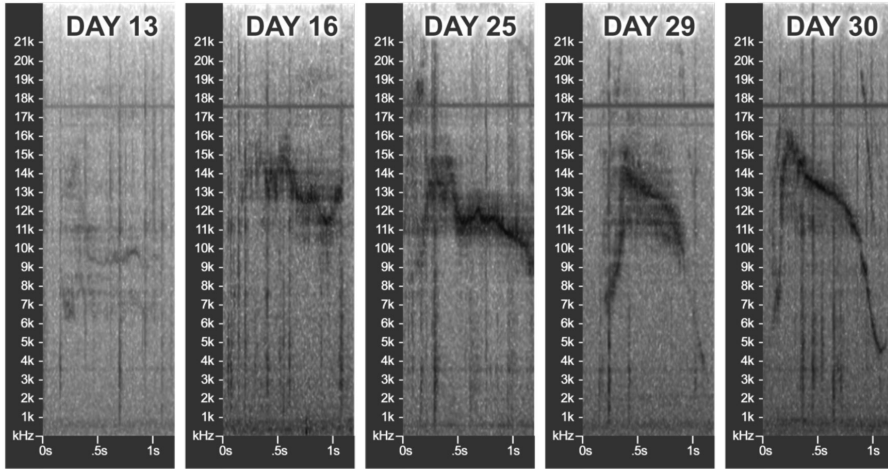 DAY 13
21k
20k
19k
18k
17k
16k
15k
14k
13k
12k
11k
10k
9k
8k
7k
6k
5k
4k
3k
2k
1k
kHz
0s .5s 1s
DAY 16
21k
20k
19k
18k
17k
16k
15k
14k
13k
12k
11k
10k
9k
8k
7k
6k
5k
4k
3k
2k
1k
kHz
0s .5s 1s
DAY 25
21k
20k
19k
18k
17k
16k
15k
14k
13k
12k
11k
10k
9k
8k
7k
6k
5k
4k
3k
2k
1k
kHz
0s .5s 1s
DAY 29
21k
20k
19k
18k
17k
16k
15k
14k
13k
12k
11k
10k
9k
8k
7k
6k
5k
4k
3k
2k
1k
kHz
0s .5s 1s
DAY 30
21k
20k
19k
18k
17k
16k
15k
14k
13k
12k
11k
10k
9k
8k
7k
6k
5k
4k
3k
2k
1k
kHz
0s .5s 1s